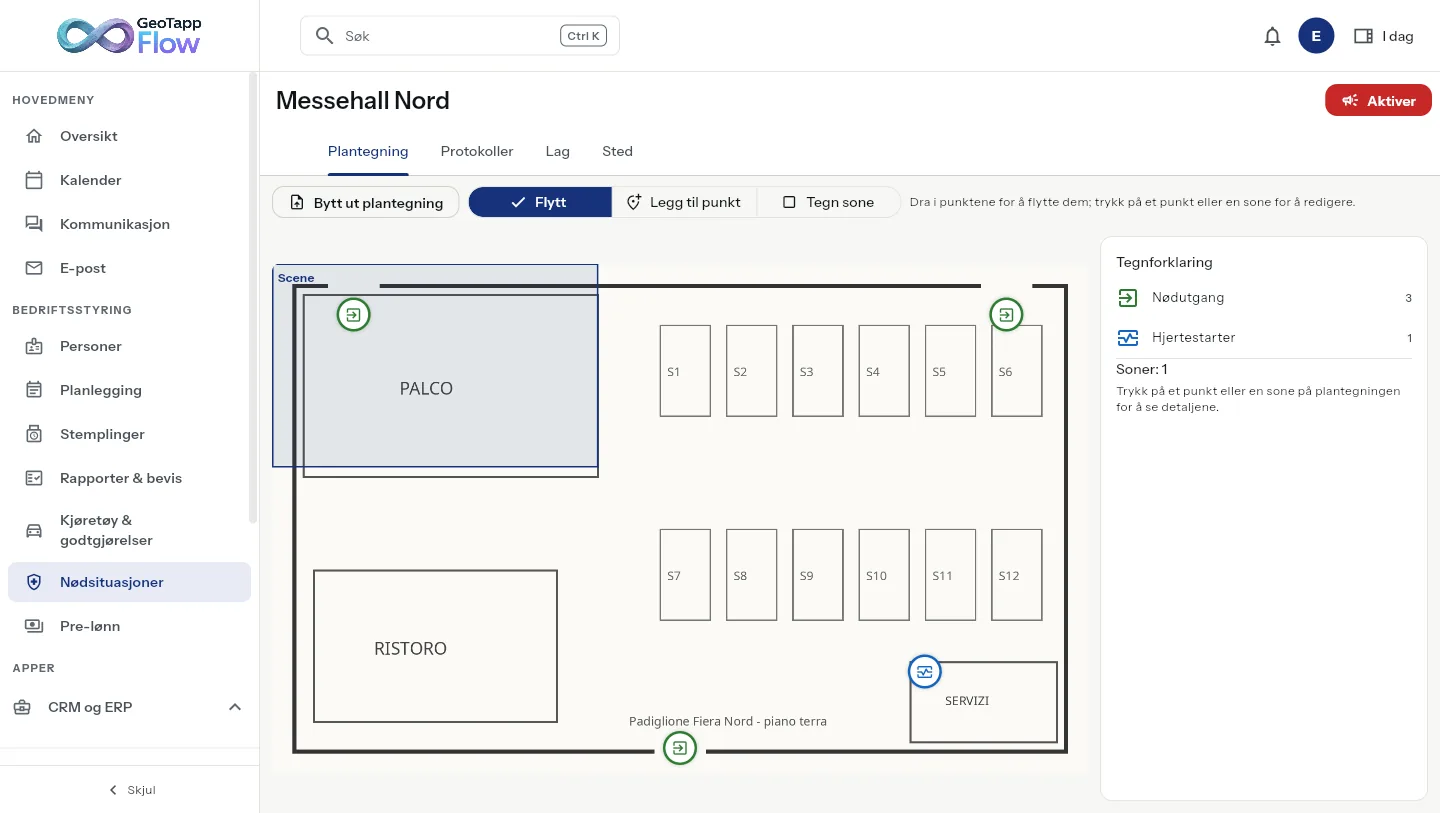 GeoTapp
Flow
Søk
Ctrl K
E
I dag
HOVEDMENY
Oversikt
Kalender
Kommunikasjon
E-post
BEDRIFTSSTYRING
Personer
Planlegging
Stemplinger
Rapporter & bevis
Kjøretøy &
godtgjørelser
Nødsituasjoner
Pre-lønn
APPER
CRM og ERP
Skjul
Messehall Nord
Aktiver
Plantegning
Protokoller
Lag
Sted
Bytt ut plantegning
Flytt
Legg til punkt
Tegn sone
Dra i punktene for å flytte dem; trykk på et punkt eller en sone for å redigere.
Scene
PALCO
S1
S2
S3
S4
S5
S6
S7
S8
S9
S10
S11
S12
RISTORO
SERVIZI
Padiglione Fiera Nord - piano terra
Tegnforklaring
Nødutgang 3
Hjertestarter 1
Soner: 1
Trykk på et punkt eller en sone på plantegningen
for å se detaljene.